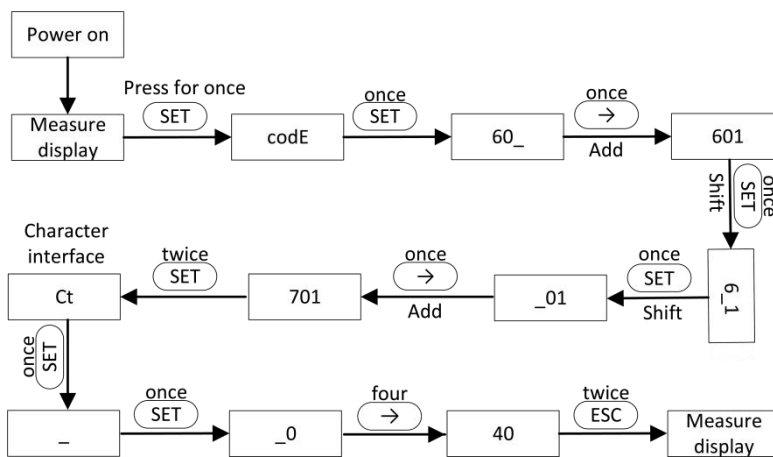 Power on
Press for once
SET
once
SET
once
→
Add
Measure
display
codE
60_
601
Shift
SET
once
6_1
Character
interface
twice
SET
once
→
Add
once
SET
Shift
Ct
701
_01
once
SET
once
SET
four
→
twice
ESC
_
_0
40
Measure
display